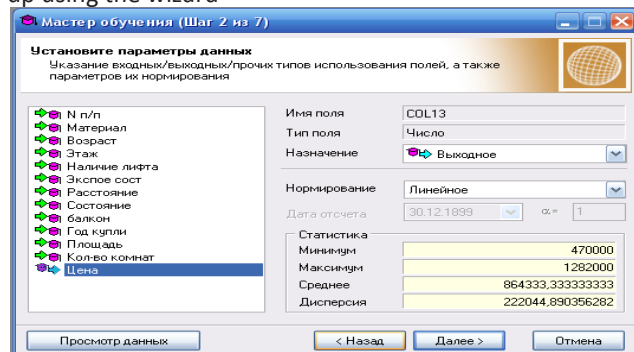 up using the wizard
Мастер обучения (Шаг 2 из 7)
Установите параметры данных
Указание входных/выходных/прочих типов использования полей, а также
параметров их нормирования
N п/п
Материал
Возраст
Этаж
Наличие лифта
Экспое сост
Расстояние
Состояние
балкон
Год купли
Площадь
Кол-во комнат
Цена
Имя поля COL13
Тип поля Число
Назначение Выходное
Нормирование Линейное
Дата отсчета 30.12.1899 α= 1
Статистика
Минимум 470000
Максимум 1282000
Среднее 864333,333333333
Дисперсия 222044,890356282
Просмотр данных < Назад Далее > Отмена